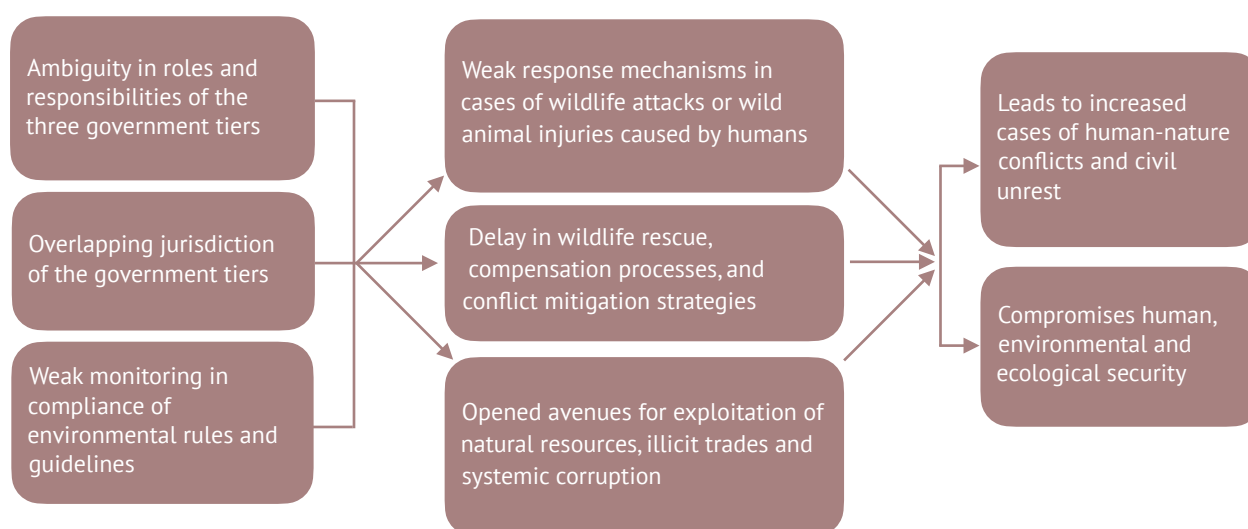 Ambiguity in roles and
responsibilities of the
three government tiers
Overlapping jurisdiction
of the government tiers
Weak monitoring in
compliance of
environmental rules and
guidelines
Weak response mechanisms in
cases of wildlife attacks or wild
animal injuries caused by humans
Delay in wildlife rescue,
compensation processes, and
conflict mitigation strategies
Opened avenues for exploitation of
natural resources, illicit trades and
systemic corruption
Leads to increased
cases of human-nature
conflicts and civil
unrest
Compromises human,
environmental and
ecological security